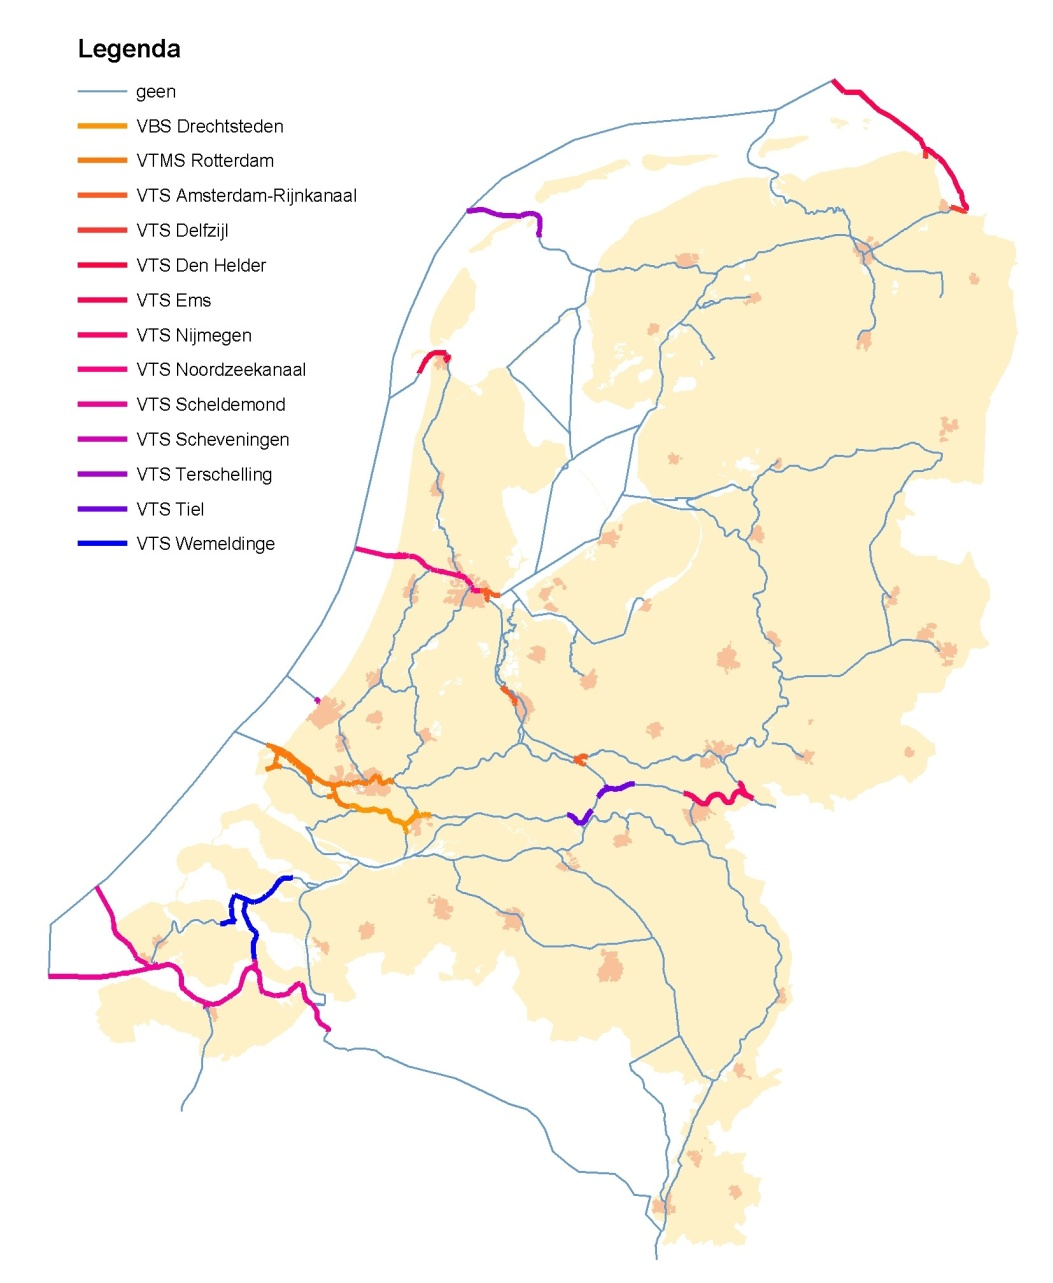 Legenda
geen
VBS Drechtsteden
VTMS Rotterdam
VTS Amsterdam-Rijnkanaal
VTS Delfzijl
VTS Den Helder
VTS Ems
VTS Nijmegen
VTS Noordzeekanaal
VTS Scheldemond
VTS Scheveningen
VTS Terschelling
VTS Tiel
VTS Wemeldinge